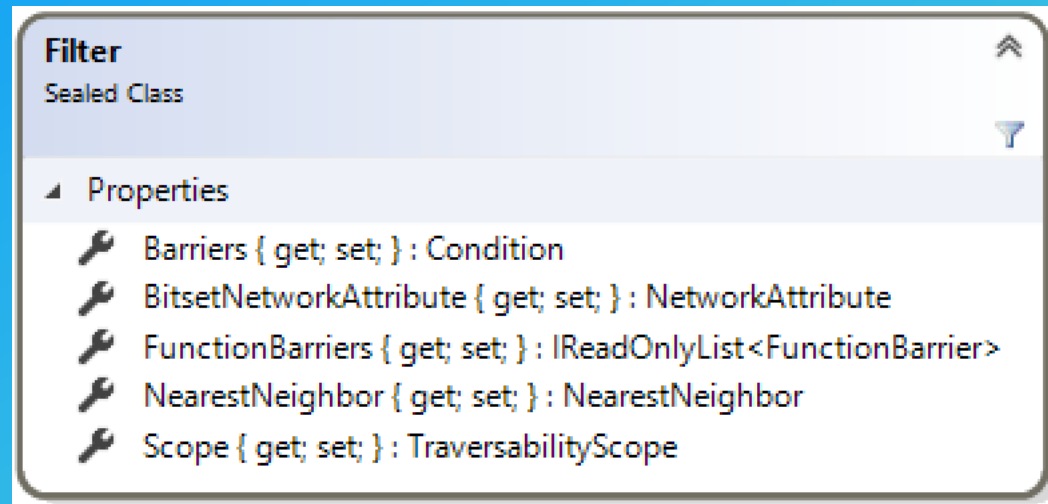 Filter
Sealed Class
Properties
Barriers { get; set; } : Condition
BitsetNetworkAttribute { get; set; } : NetworkAttribute
FunctionBarriers { get; set; } : IReadOnlyList<FunctionBarrier>
NearestNeighbor { get; set; } : NearestNeighbor
Scope { get; set; } : TraversabilityScope